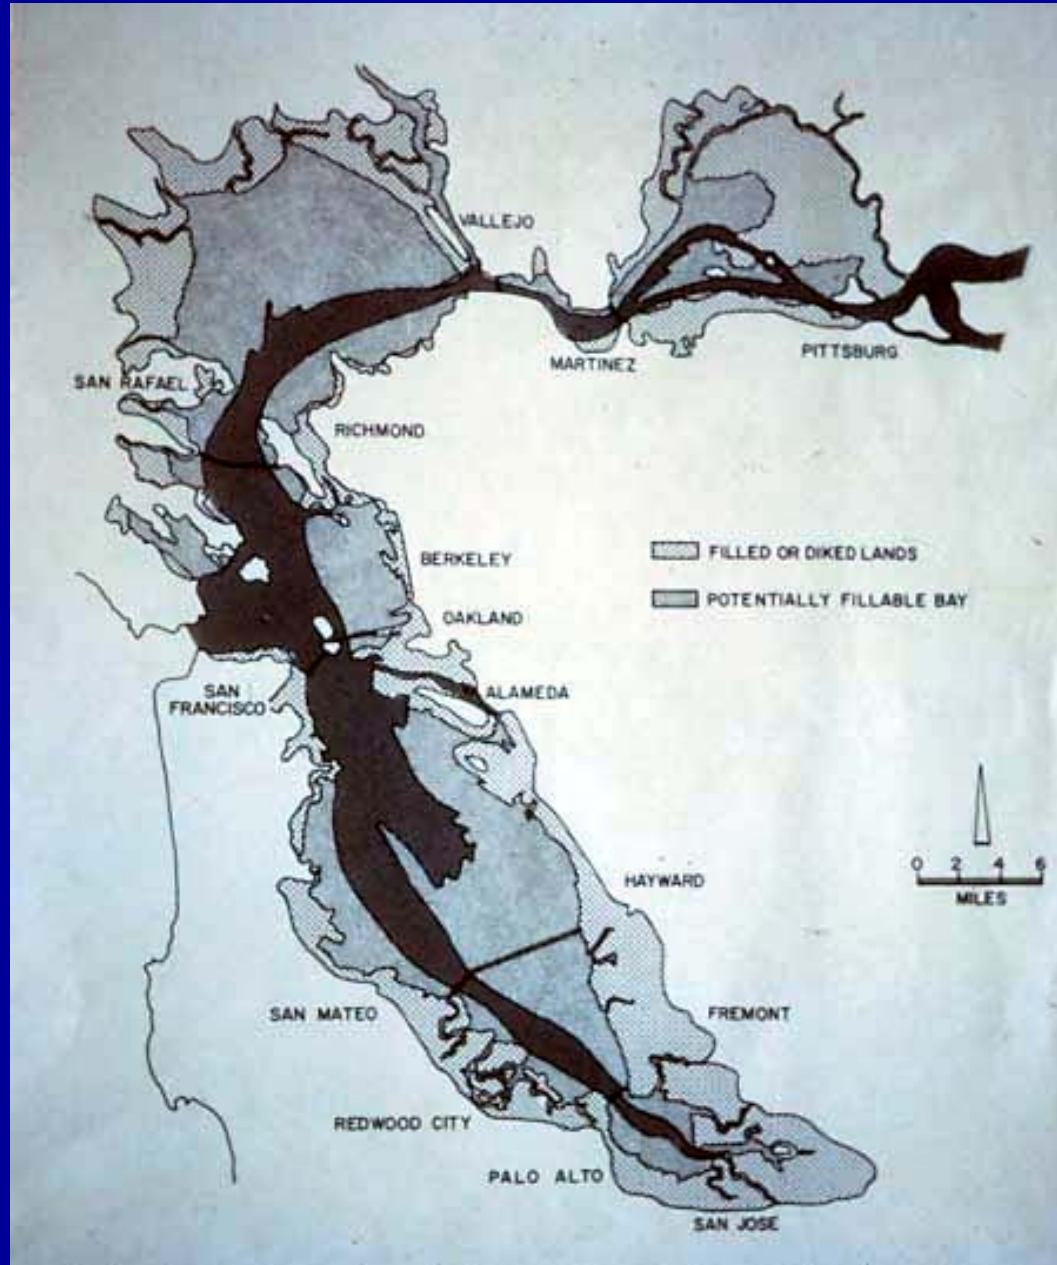 VALLEJO
MARTINEZ
PITTSBURG
SAN RAFAEL
RICHMOND
FILLED OR DIKED LANDS
BERKELEY
POTENTIALLY FILLABLE BAY
OAKLAND
SAN
FRANCISCO
ALAMEDA
0 2 4 6
MILES
HAYWARD
SAN MATEO
FREMONT
REDWOOD CITY
PALO ALTO
SAN JOSE